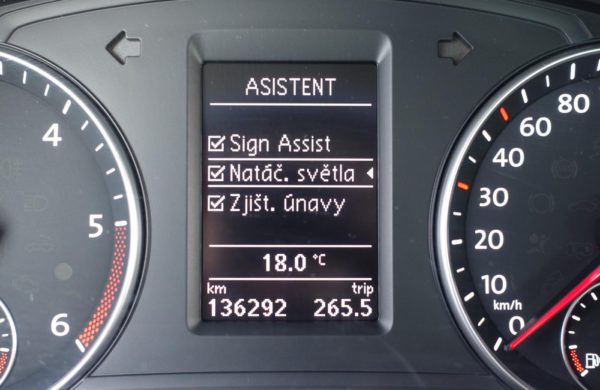 ASISTENT
Sign Assist
Natáč. světla
Zjišt. únavy
18.0 °C
km trip
136292 265.5
4
5
6
80
60
40
30
20
10
km/h
0